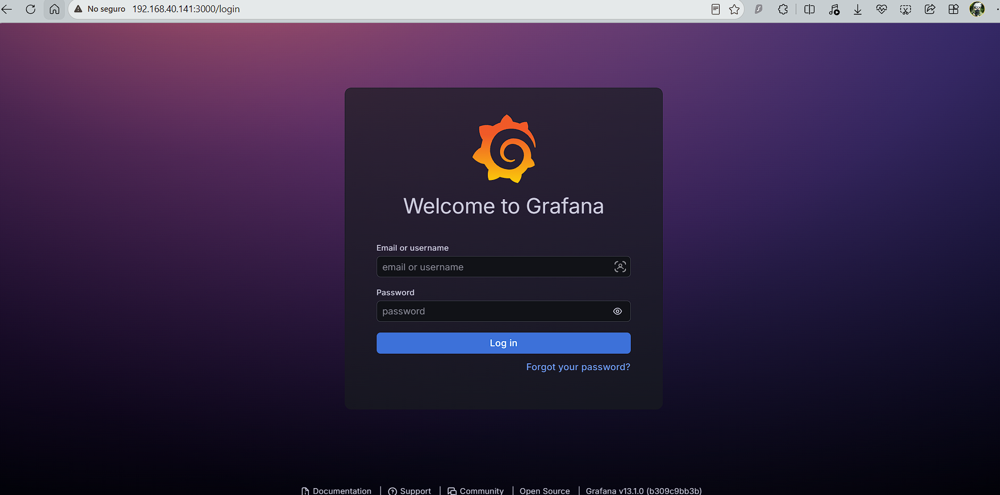 No seguro 192.168.40.141:3000/login
Welcome to Grafana
Email or username
email or username
Password
password
Log in
Forgot your password?
Documentation | Support | Community | Open Source | Grafana v13.1.0 (b309c9bb3b)